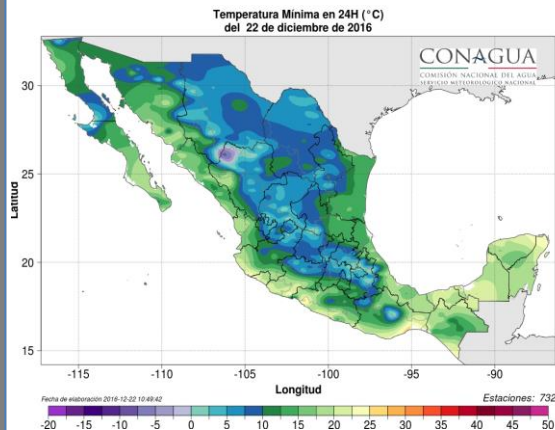 Temperatura Mínima en 24H (°C)
del 22 de diciembre de 2016
CONAGUA
COMISIÓN NACIONAL DEL AGUA
SERVICIO METEOROLÓGICO NACIONAL
Latitud
30
25
20
15
-115
-110
-105
-100
-95
-90
Longitud
Fecha de elaboración 2016-12-22 10:49:42
Estaciones: 732
-20 -15 -10 -5 0 5 10 15 20 25 30 35 40 45 50